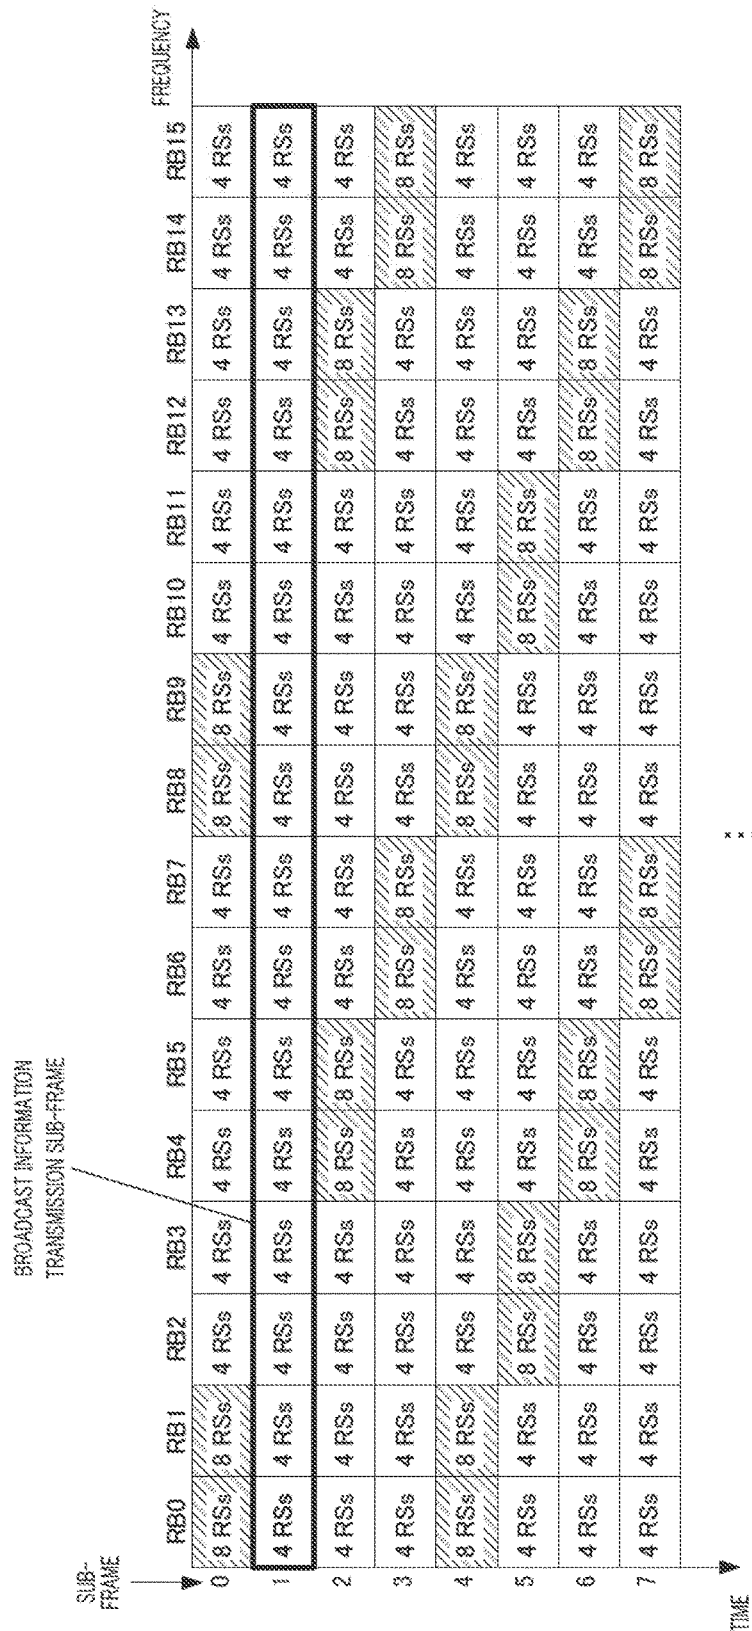 BROADCAST INFORMATION
TRANSMISSION SUB-FRAME
SUB-
FRAME
RB0 RB1 RB2 RB3 RB4 RB5 RB6 RB7 RB8 RB9 RB10 RB11 RB12 RB13 RB14 RB15 FREQUENCY
0 8 RSs 8 RSs 4 RSs 4 RSs 4 RSs 4 RSs 4 RSs 4 RSs 8 RSs 8 RSs 4 RSs 4 RSs 4 RSs 4 RSs 4 RSs 4 RSs
1 4 RSs 4 RSs 4 RSs 4 RSs 4 RSs 4 RSs 4 RSs 4 RSs 4 RSs 4 RSs 4 RSs 4 RSs 4 RSs 4 RSs 4 RSs 4 RSs
2 4 RSs 4 RSs 4 RSs 4 RSs 8 RSs 8 RSs 4 RSs 4 RSs 4 RSs 4 RSs 4 RSs 4 RSs 8 RSs 8 RSs 4 RSs 4 RSs
3 4 RSs 4 RSs 4 RSs 4 RSs 4 RSs 4 RSs 8 RSs 8 RSs 4 RSs 4 RSs 4 RSs 4 RSs 4 RSs 4 RSs 8 RSs 8 RSs
4 8 RSs 8 RSs 4 RSs 4 RSs 4 RSs 4 RSs 4 RSs 4 RSs 8 RSs 8 RSs 4 RSs 4 RSs 4 RSs 4 RSs 4 RSs 4 RSs
5 4 RSs 4 RSs 8 RSs 8 RSs 4 RSs 4 RSs 4 RSs 4 RSs 4 RSs 4 RSs 8 RSs 8 RSs 4 RSs 4 RSs 4 RSs 4 RSs
6 4 RSs 4 RSs 4 RSs 4 RSs 8 RSs 8 RSs 4 RSs 4 RSs 4 RSs 4 RSs 4 RSs 4 RSs 8 RSs 8 RSs 4 RSs 4 RSs
7 4 RSs 4 RSs 4 RSs 4 RSs 4 RSs 4 RSs 8 RSs 8 RSs 4 RSs 4 RSs 4 RSs 4 RSs 4 RSs 4 RSs 8 RSs 8 RSs
TIME